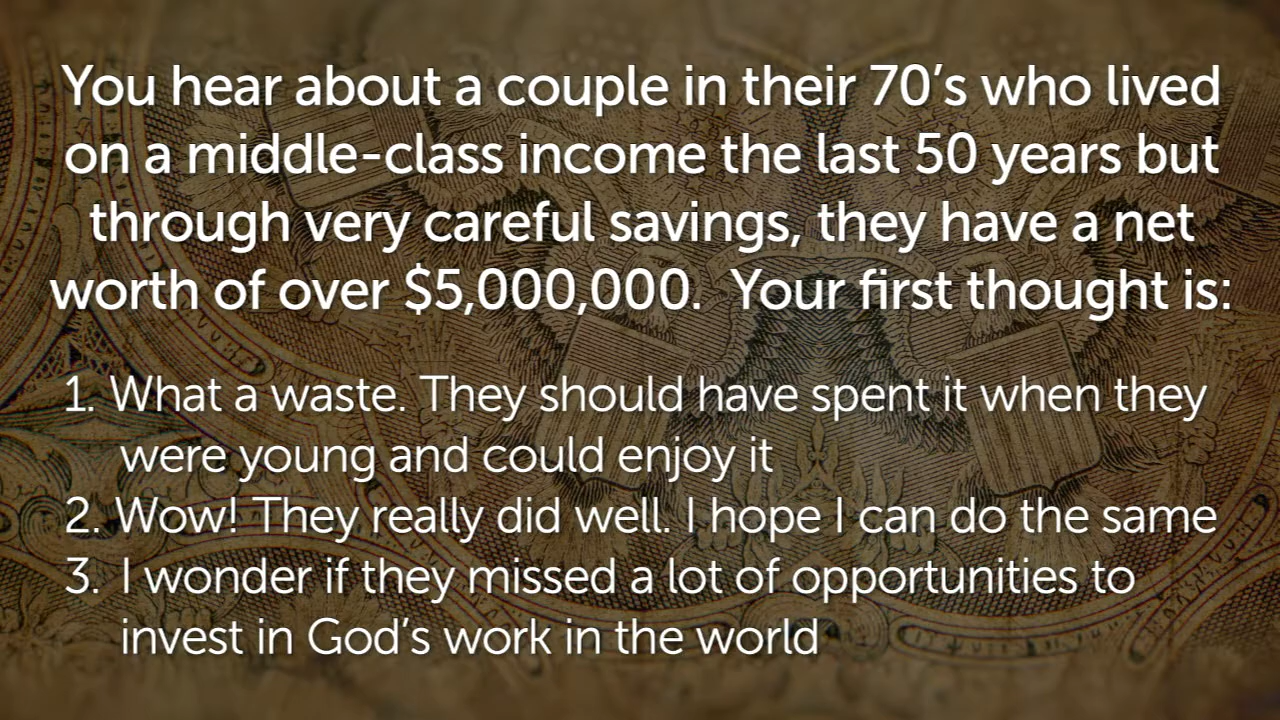 You hear about a couple in their 70's who lived
on a middle-class income the last 50 years but
through very careful savings, they have a net
worth of over $5,000,000.  Your first thought is:
1. What a waste. They should have spent it when they
were young and could enjoy it
2. Wow! They really did well. I hope I can do the same
3. I wonder if they missed a lot of opportunities to
invest in God's work in the world